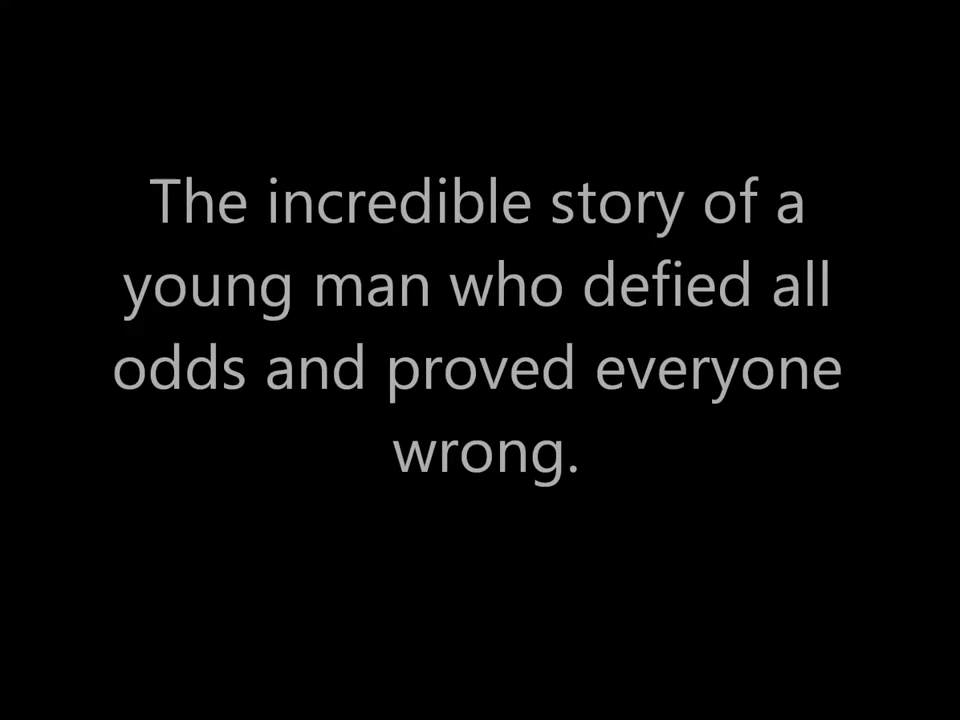 The incredible story of a
young man who defied all
odds and proved everyone
wrong.